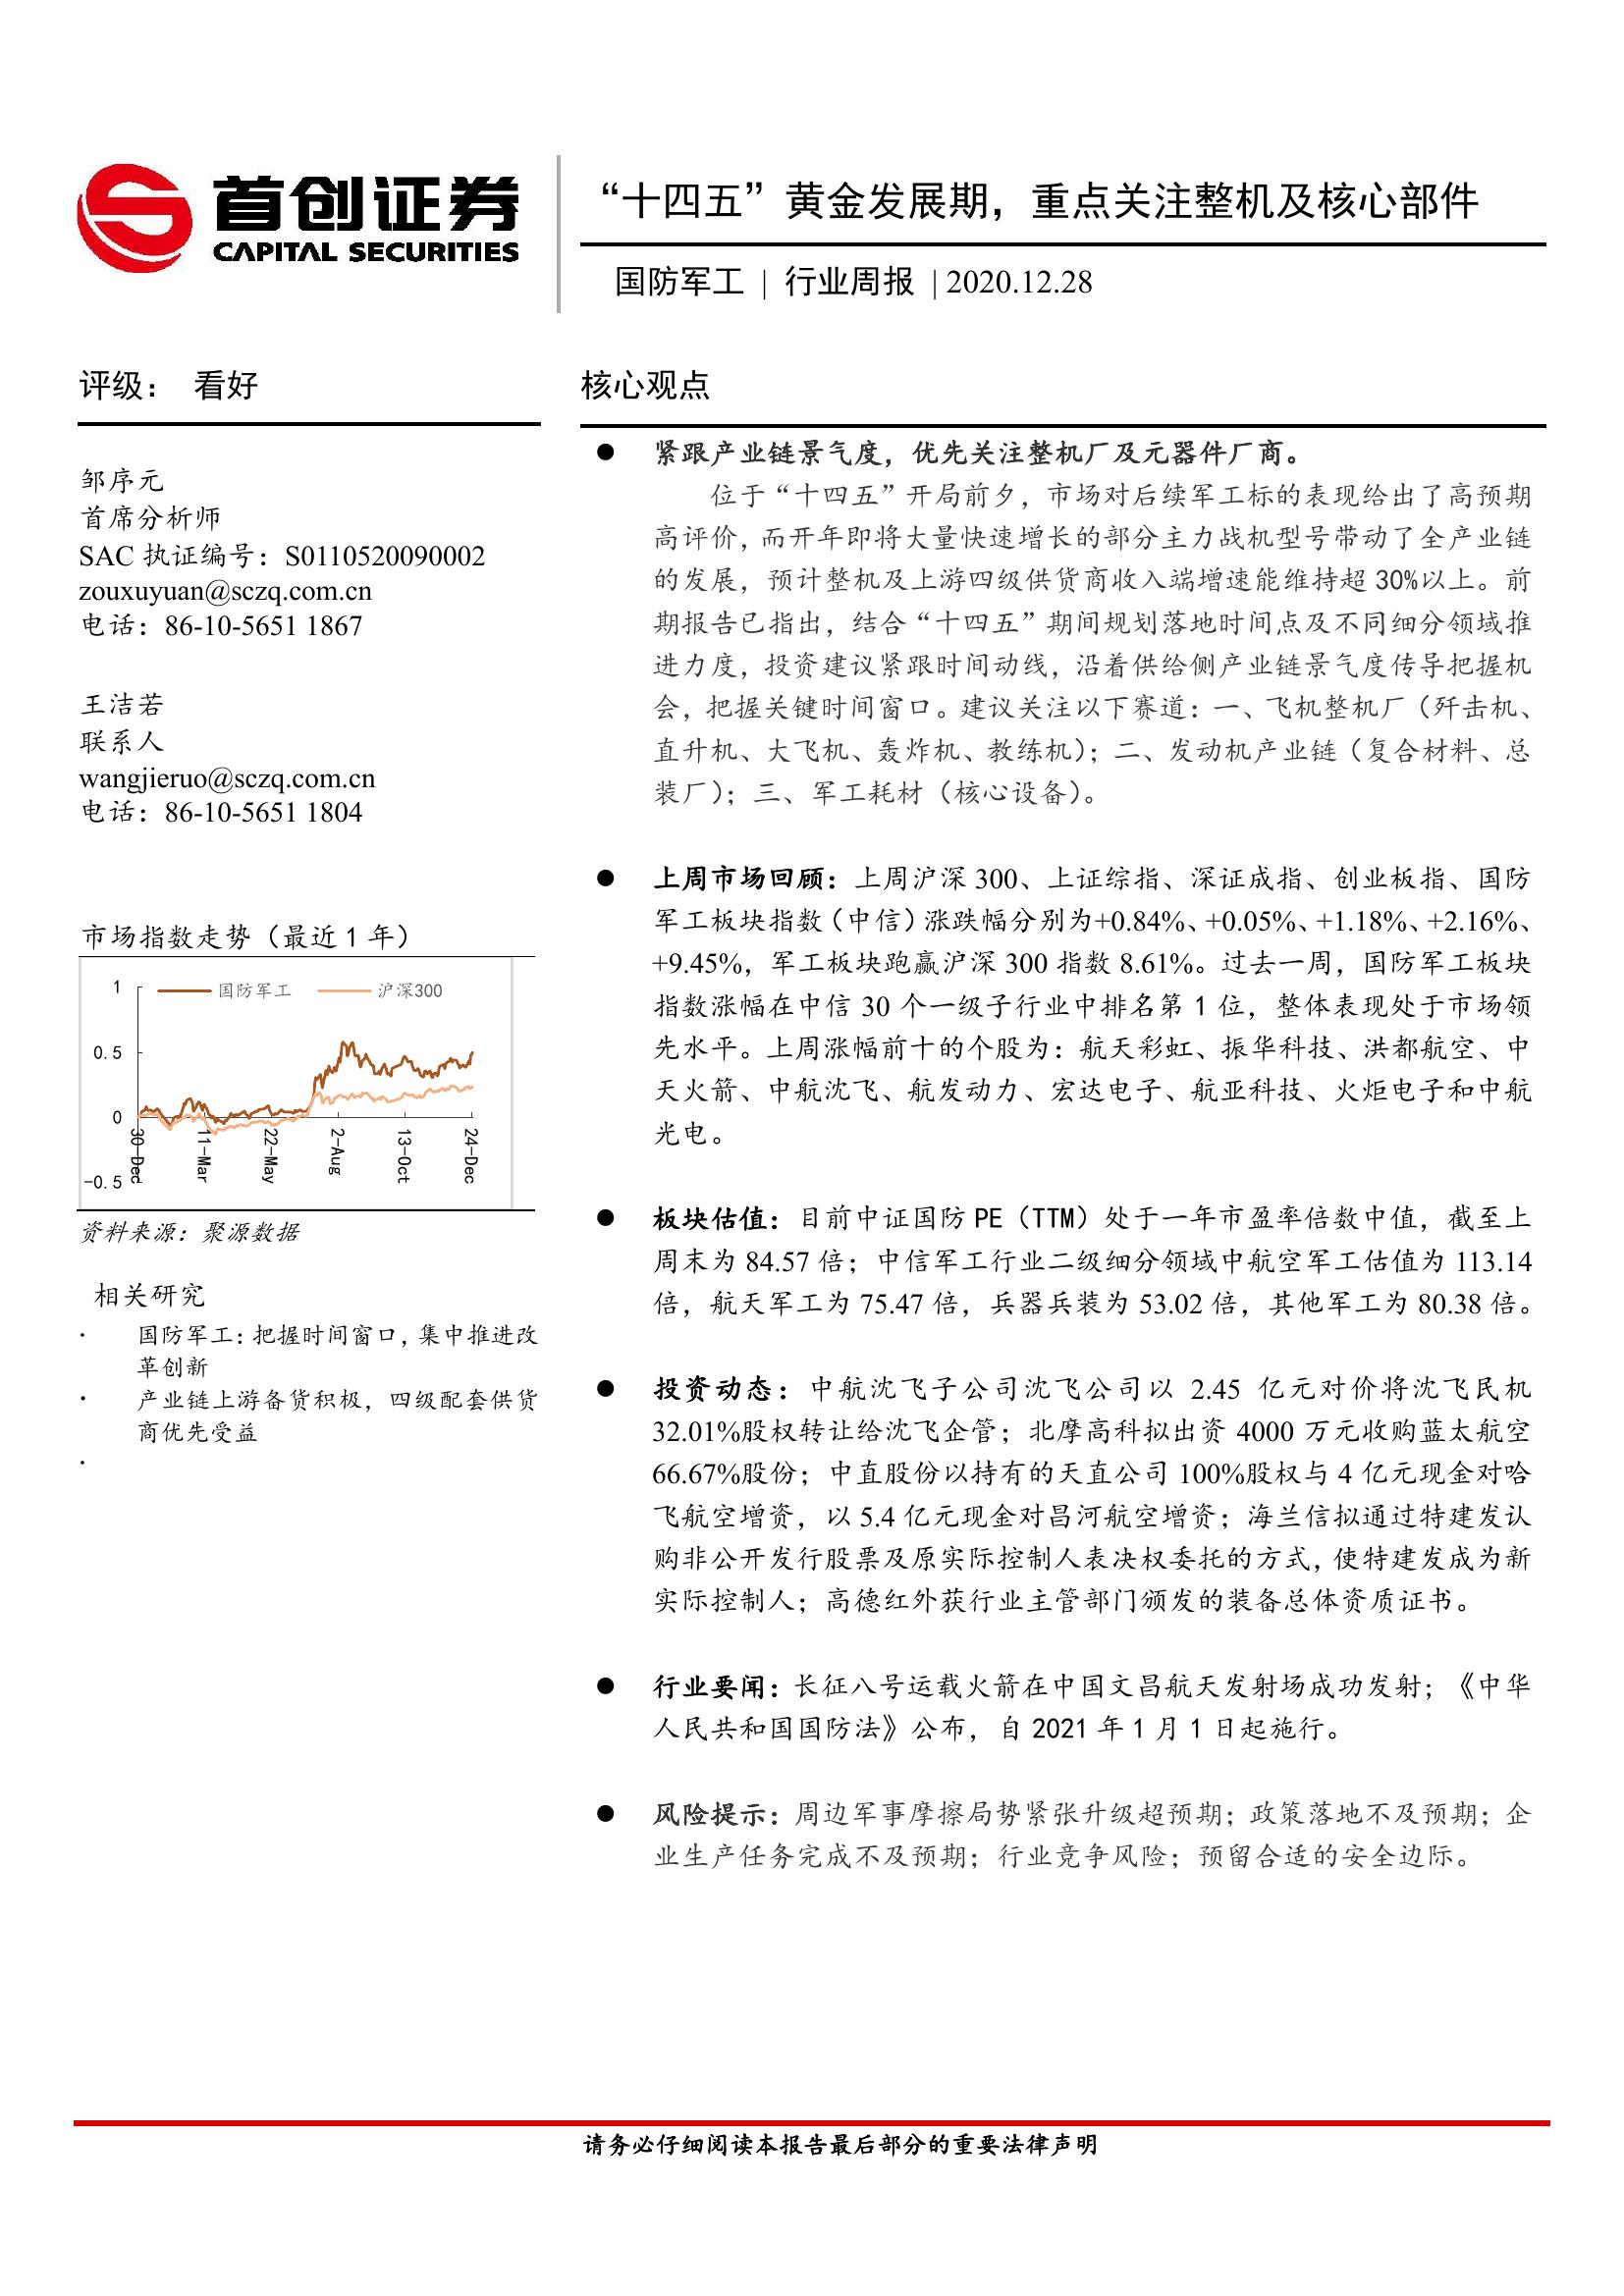 首创证券
CAPITAL SECURITIES
“十四五”黄金发展期，重点关注整机及核心部件
国防军工 | 行业周报 | 2020.12.28
评级： 看好
邹序元
首席分析师
SAC 执证编号：S0110520090002
zouxuyuan@sczq.com.cn
电话：86-10-5651 1867
王洁若
联系人
wangjieruo@sczq.com.cn
电话：86-10-5651 1804
市场指数走势（最近 1 年）
国防军工 沪深300
1
0.5
0
-0.5
30-Dec
11-Mar
22-May
2-Aug
13-Oct
24-Dec
资料来源：聚源数据
相关研究
· 国防军工：把握时间窗口，集中推进改
革创新
· 产业链上游备货积极，四级配套供货
商优先受益
·
核心观点
● 紧跟产业链景气度，优先关注整机厂及元器件厂商。
位于“十四五”开局前夕，市场对后续军工标的表现给出了高预期
高评价，而开年即将大量快速增长的部分主力战机型号带动了全产业链
的发展，预计整机及上游四级供货商收入端增速能维持超 30%以上。前
期报告已指出，结合“十四五”期间规划落地时间点及不同细分领域推
进力度，投资建议紧跟时间动线，沿着供给侧产业链景气度传导把握机
会，把握关键时间窗口。建议关注以下赛道：一、飞机整机厂（歼击机、
直升机、大飞机、轰炸机、教练机）；二、发动机产业链（复合材料、总
装厂）；三、军工耗材（核心设备）。
● 上周市场回顾：上周沪深 300、上证综指、深证成指、创业板指、国防
军工板块指数（中信）涨跌幅分别为+0.84%、+0.05%、+1.18%、+2.16%、
+9.45%，军工板块跑赢沪深 300 指数 8.61%。过去一周，国防军工板块
指数涨幅在中信 30 个一级子行业中排名第 1 位，整体表现处于市场领
先水平。上周涨幅前十的个股为：航天彩虹、振华科技、洪都航空、中
天火箭、中航沈飞、航发动力、宏达电子、航亚科技、火炬电子和中航
光电。
● 板块估值：目前中证国防 PE（TTM）处于一年市盈率倍数中值，截至上
周末为 84.57 倍；中信军工行业二级细分领域中航空军工估值为 113.14
倍，航天军工为 75.47 倍，兵器兵装为 53.02 倍，其他军工为 80.38 倍。
● 投资动态：中航沈飞子公司沈飞公司以 2.45 亿元对价将沈飞民机
32.01%股权转让给沈飞企管；北摩高科拟出资 4000 万元收购蓝太航空
66.67%股份；中直股份以持有的天直公司 100%股权与 4 亿元现金对哈
飞航空增资，以 5.4 亿元现金对昌河航空增资；海兰信拟通过特建发认
购非公开发行股票及原实际控制人表决权委托的方式，使特建发成为新
实际控制人；高德红外获行业主管部门颁发的装备总体资质证书。
● 行业要闻：长征八号运载火箭在中国文昌航天发射场成功发射；《中华
人民共和国国防法》公布，自 2021 年 1 月 1 日起施行。
● 风险提示：周边军事摩擦局势紧张升级超预期；政策落地不及预期；企
业生产任务完成不及预期；行业竞争风险；预留合适的安全边际。
请务必仔细阅读本报告最后部分的重要法律声明